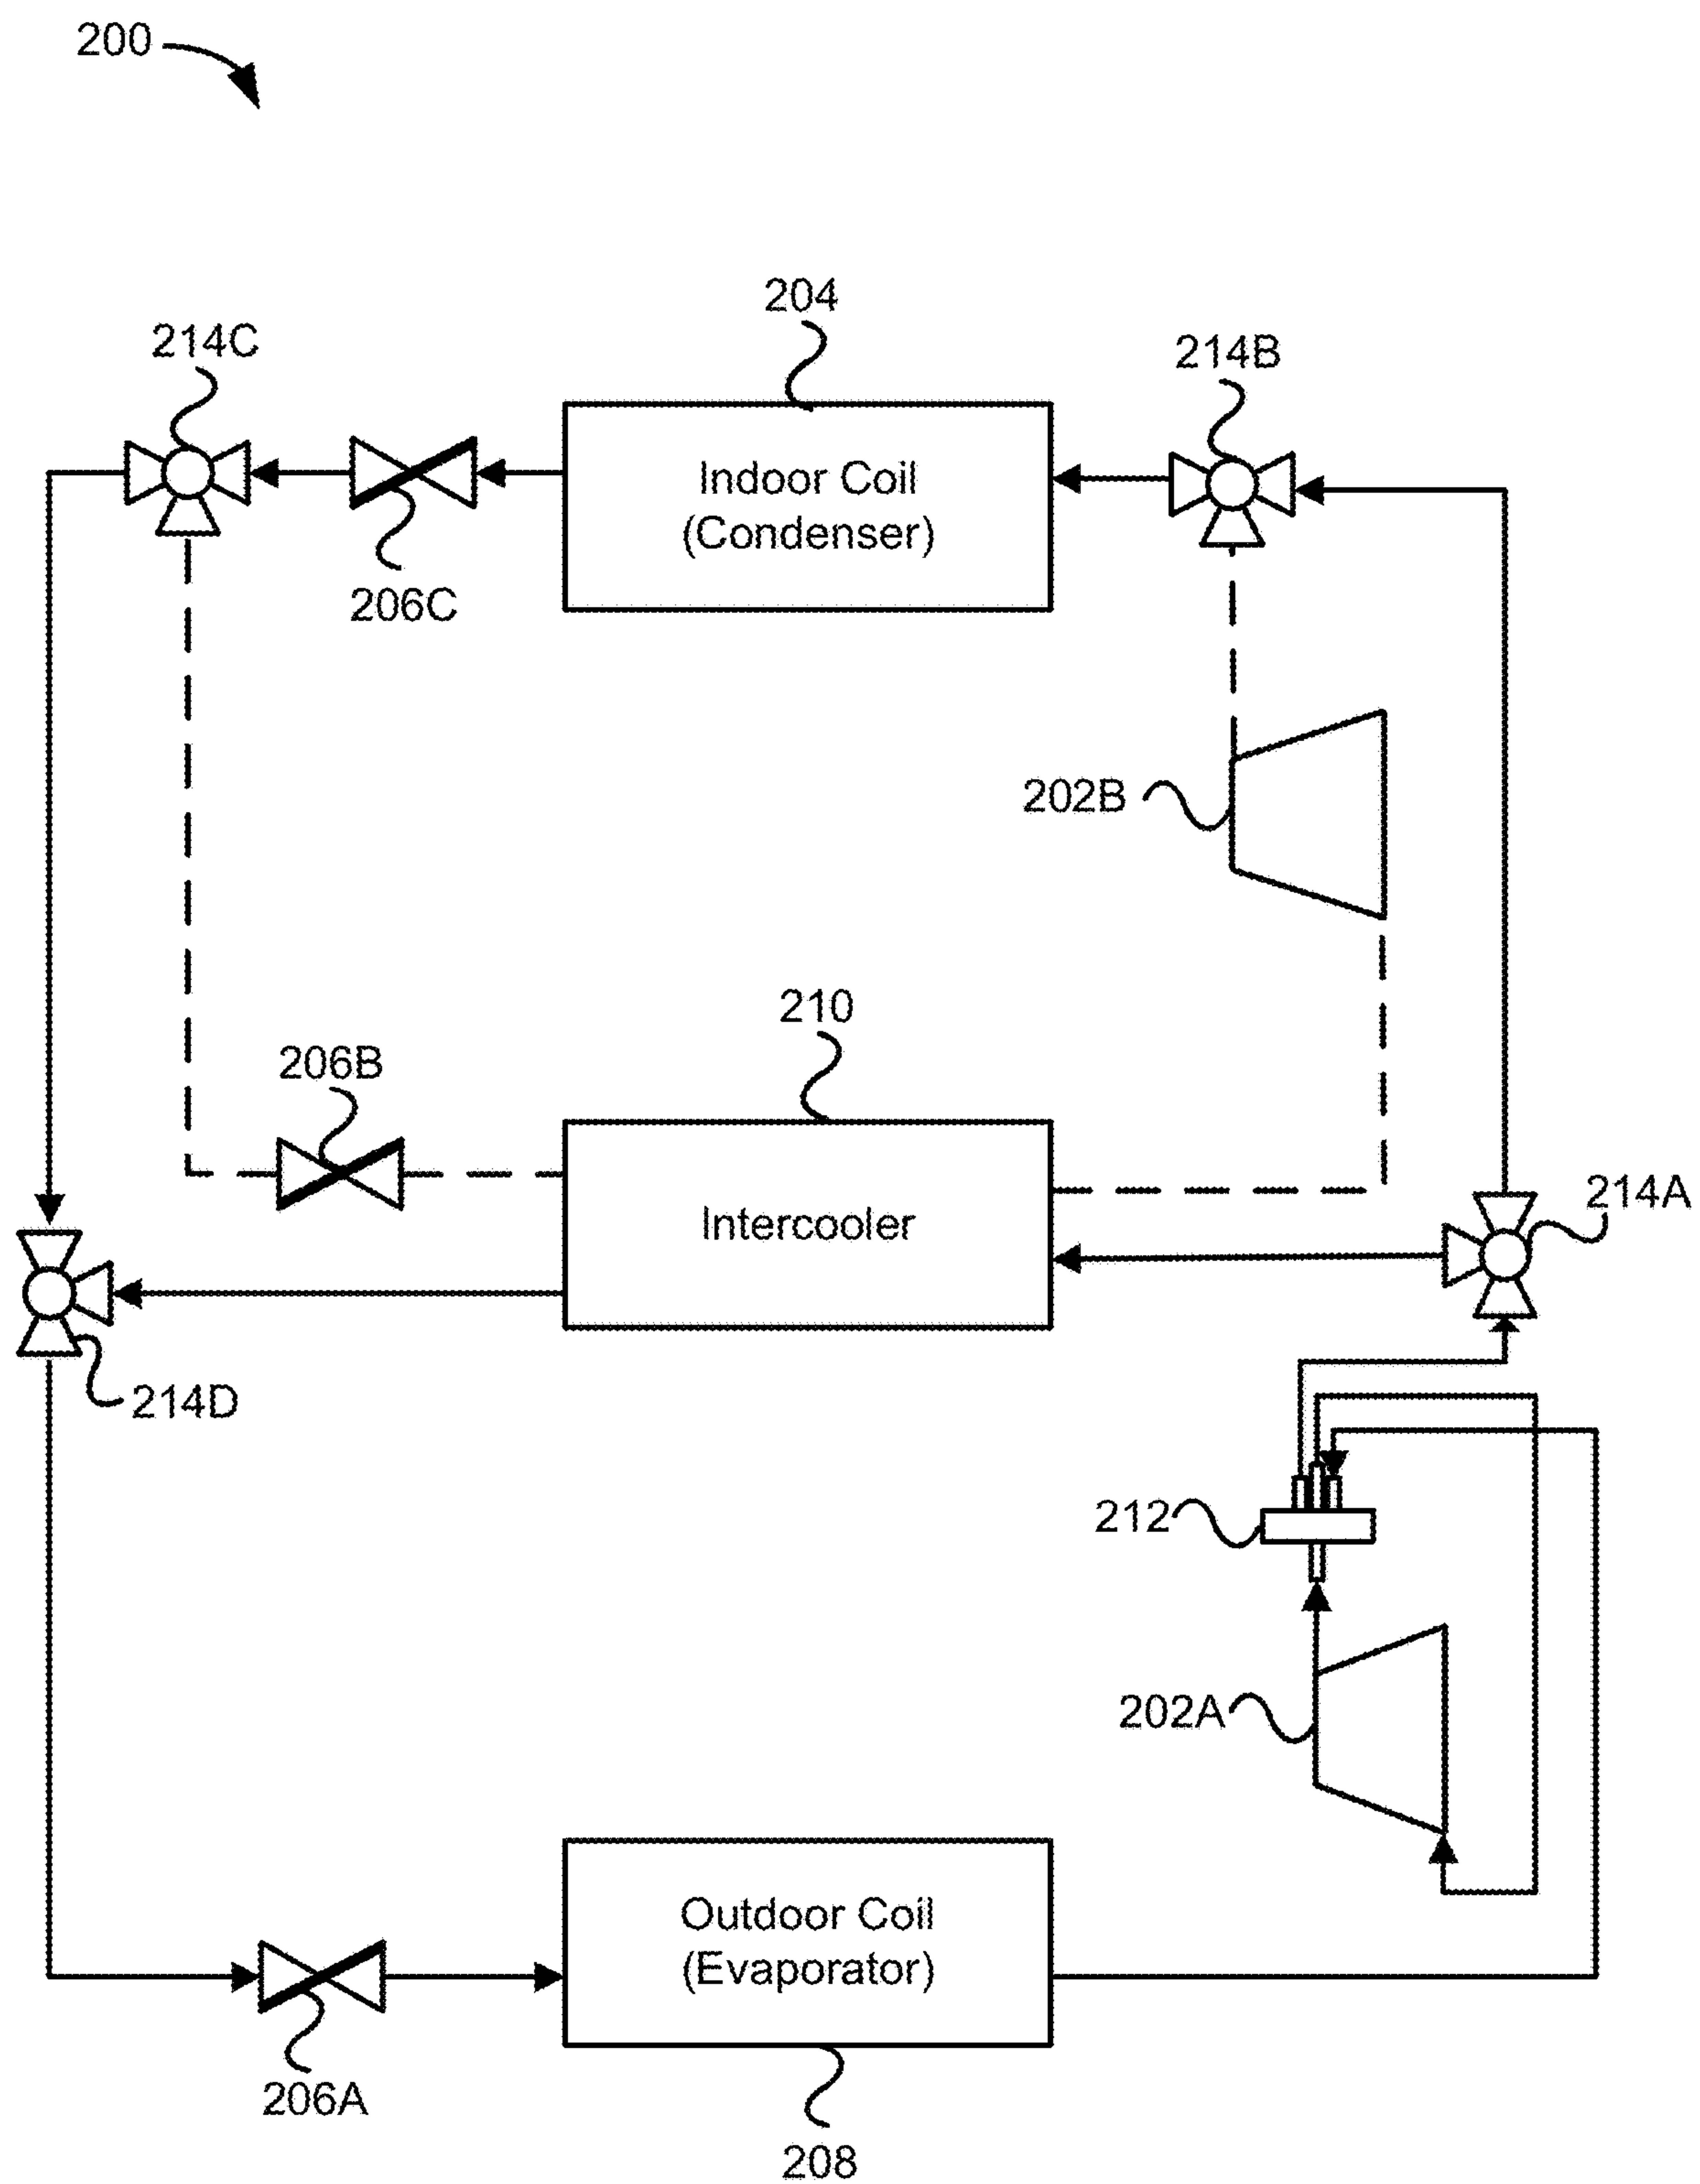 200
204
214C
214B
Indoor Coil
(Condenser)
206C
202B
210
206B
214A
Intercooler
214D
212
202A
Outdoor Coil
(Evaporator)
206A
208